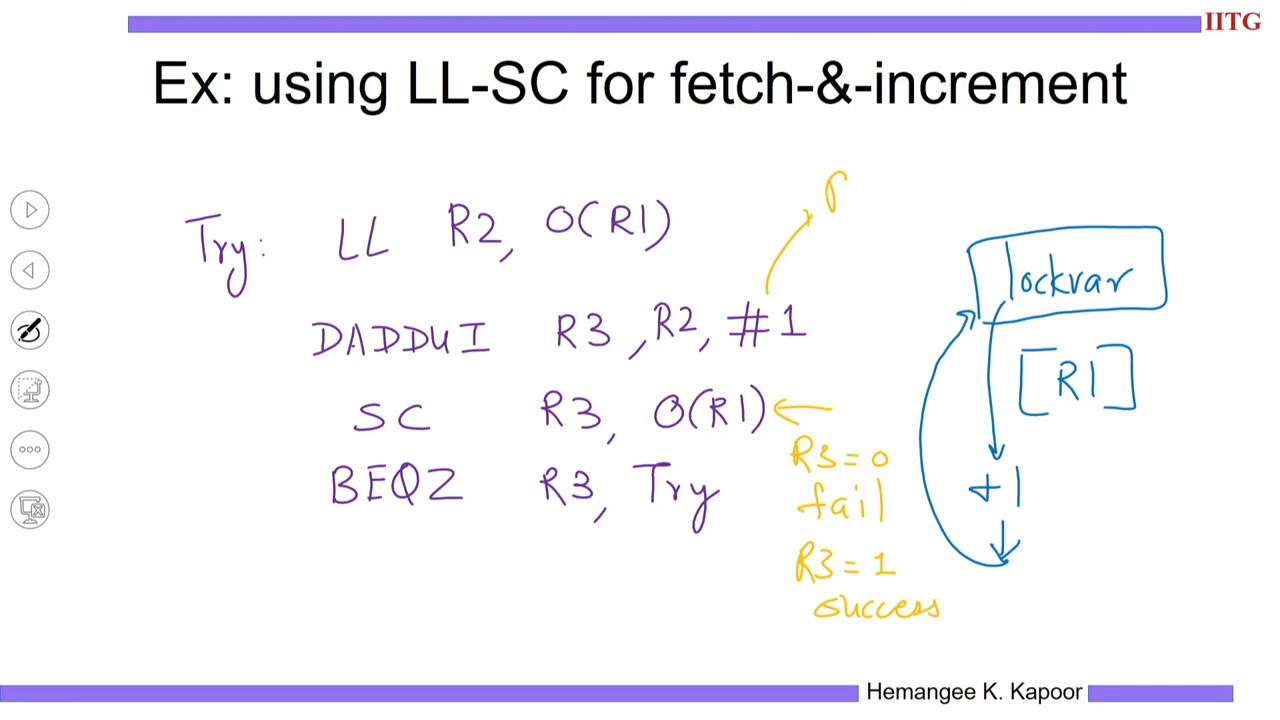 IITG
Ex: using LL-SC for fetch-&-increment
Try: LL R2, 0(R1)
lockvar
DADDUI R3, R2, #1
[R1]
SC R3, 0(R1)
R3=0
fail
BEQZ R3, Try
+1
R3=1
success
Hemangee K. Kapoor